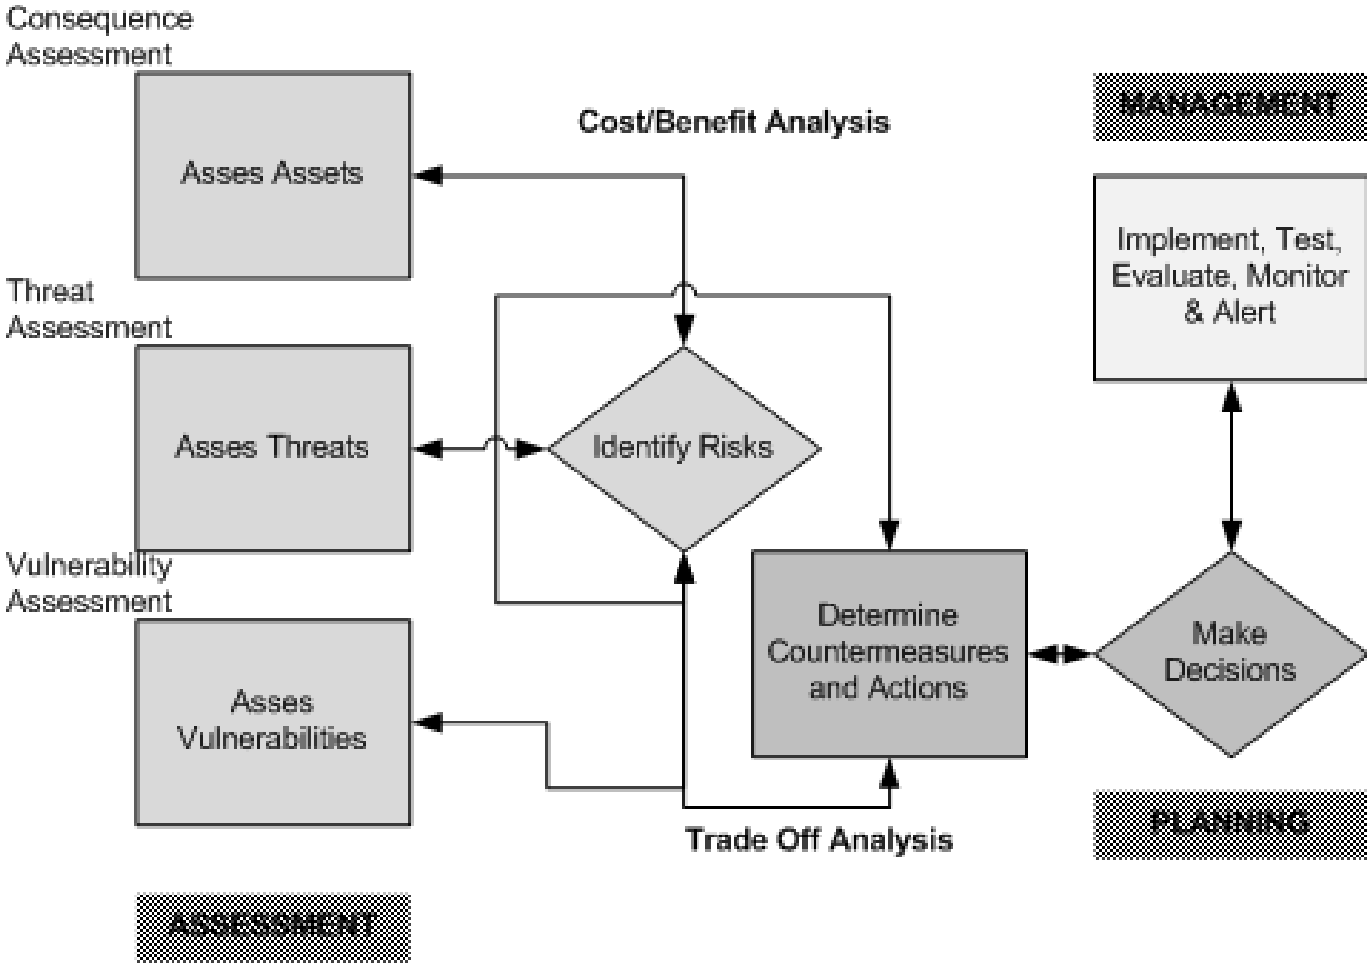 Consequence
Assessment
Asses Assets
Cost/Benefit Analysis
MANAGEMENT
Implement, Test,
Evaluate, Monitor
& Alert
Threat
Assessment
Asses Threats
Identify Risks
Vulnerability
Assessment
Asses
Vulnerabilities
Determine
Countermeasures
and Actions
Make
Decisions
Trade Off Analysis
PLANNING
ASSESSMENT